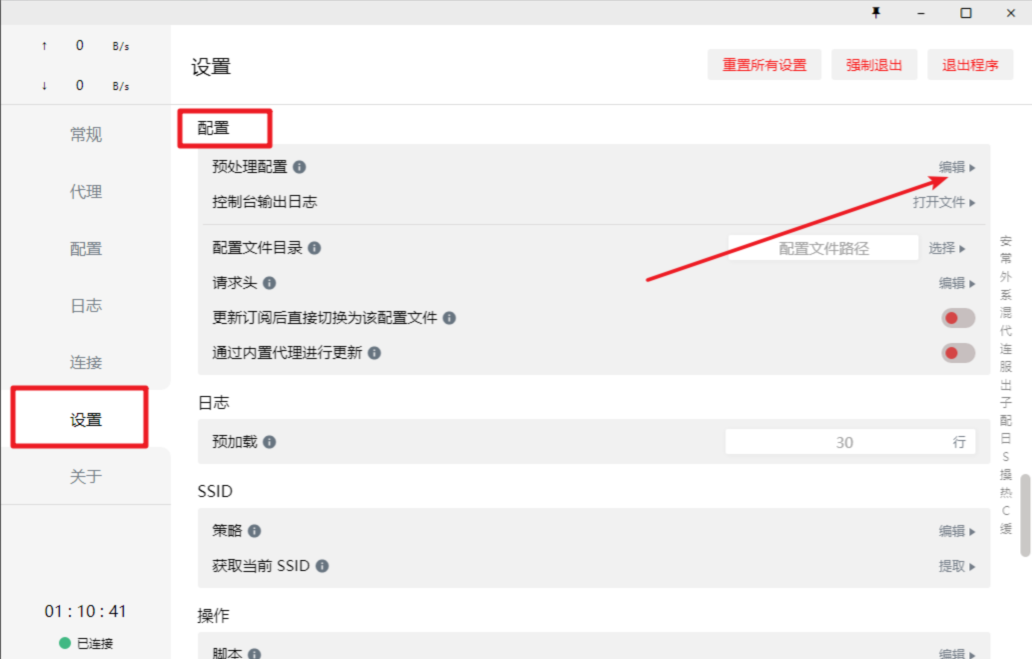 ↑ 0 B/s
↓ 0 B/s
常规
代理
配置
日志
连接
设置
关于
01 : 10 : 41
已连接
设置
重置所有设置
强制退出
退出程序
配置
预处理配置 编辑
控制台输出日志 打开文件
配置文件目录 配置文件路径 选择
请求头 编辑
更新订阅后直接切换为该配置文件
通过内置代理进行更新
日志
预加载 30 行
SSID
策略 编辑
获取当前 SSID 提取
操作
脚本 编辑
安
常
外
系
混
代
连
服
出
子
配
日
S
操
热
C
缓